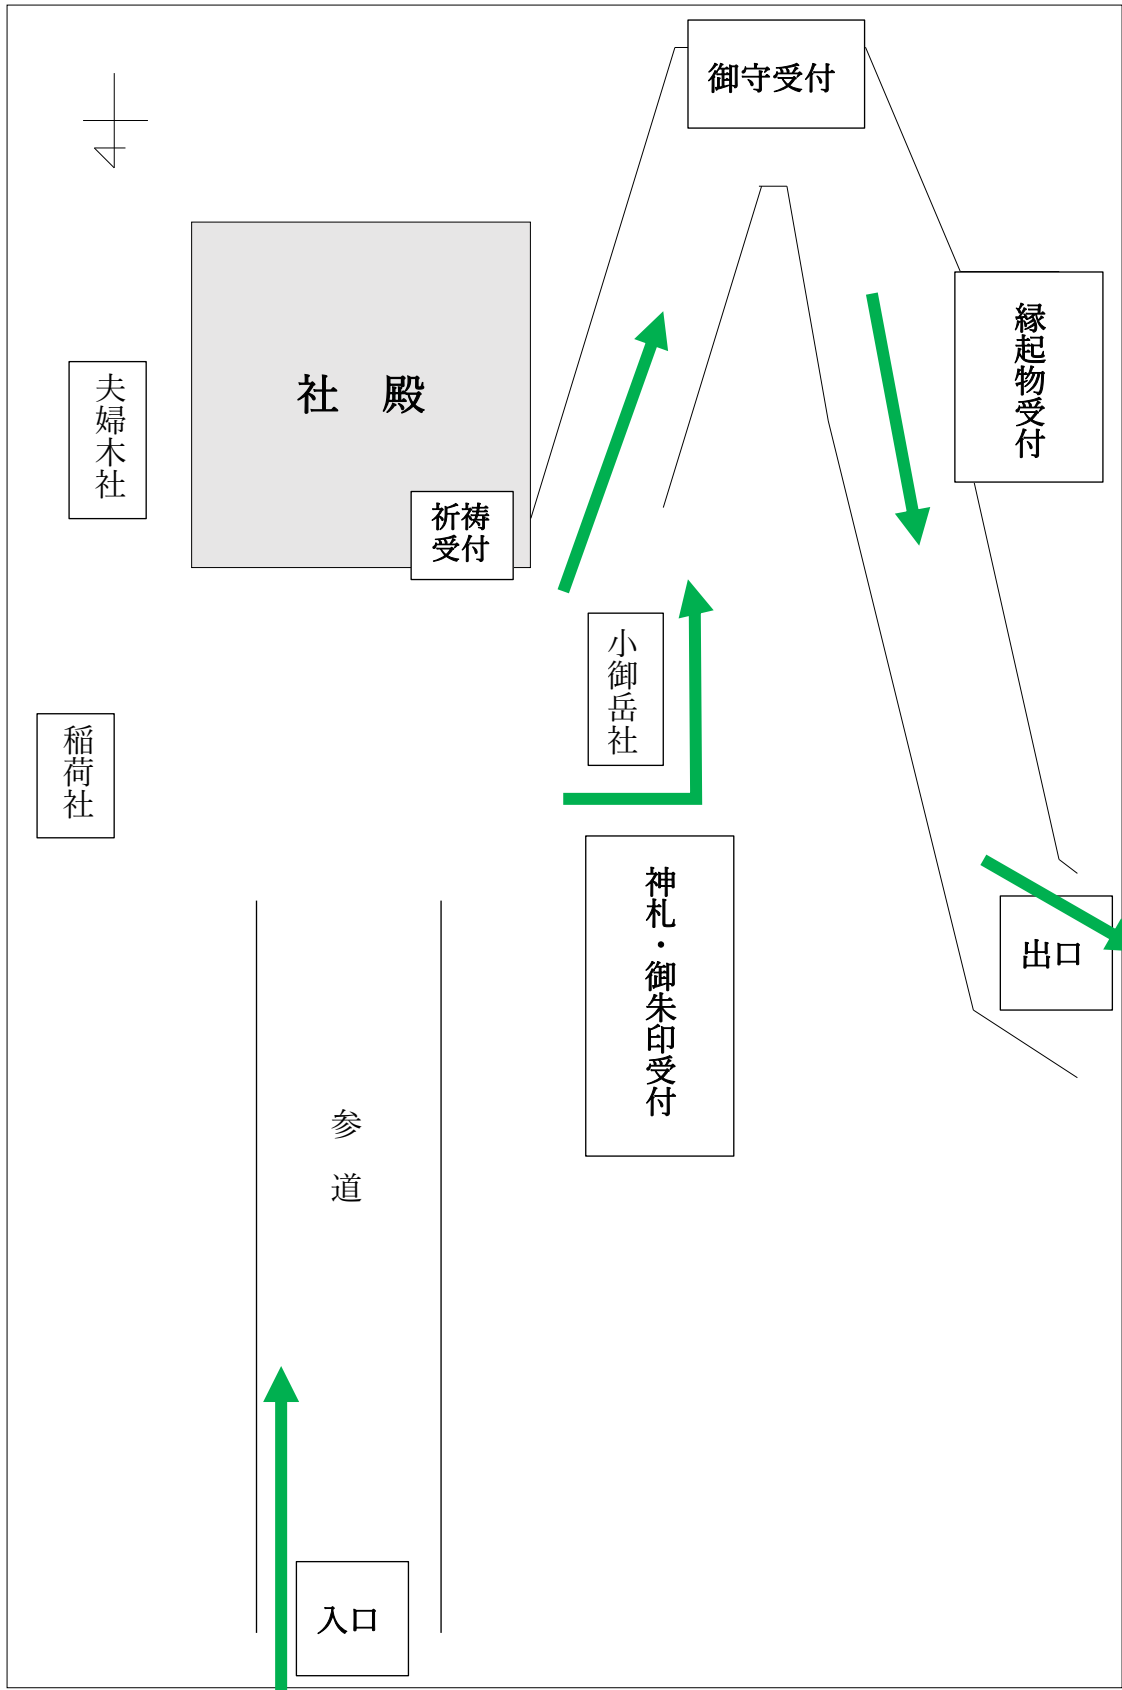 御守受付
縁起物受付
社　殿
夫婦木社
祈祷
受付
小御岳社
稲荷社
神札・御朱印受付
出口
参　道
入口